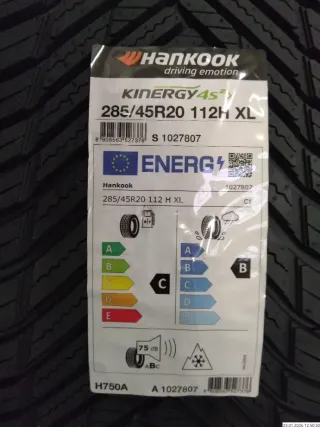 HANKOOK
driving emotion
KINERGY 4S²
285/45R20 112H XL
S 1027807
ENERG
Hankook 1027807
285/45R20 112 H XL C1
A A
B B
C C
D D
E E
C B
75 dB
ABC
H750A A 1027807